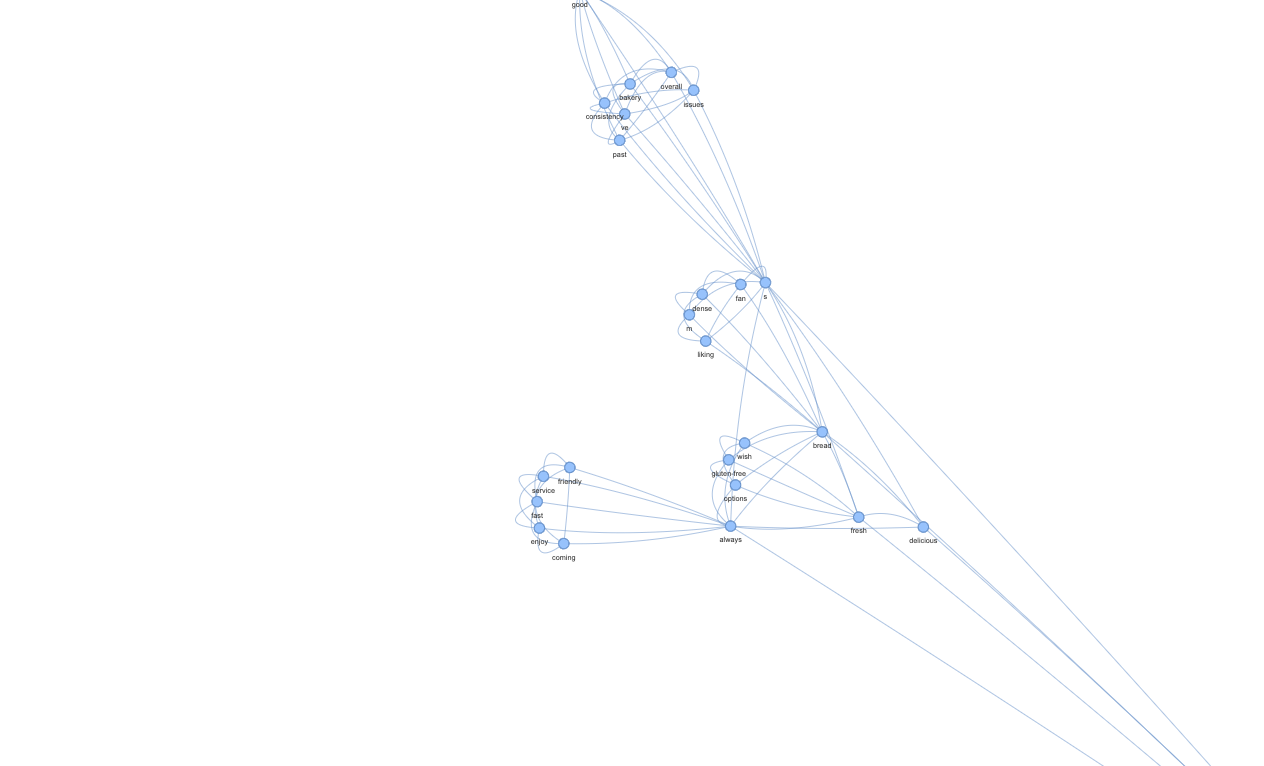 good
overall
bakery
issues
consistency
ve
past
fan
s
dense
m
liking
bread
wish
gluten-free
friendly
service
options
fast
fresh
always
delicious
enjoy
coming